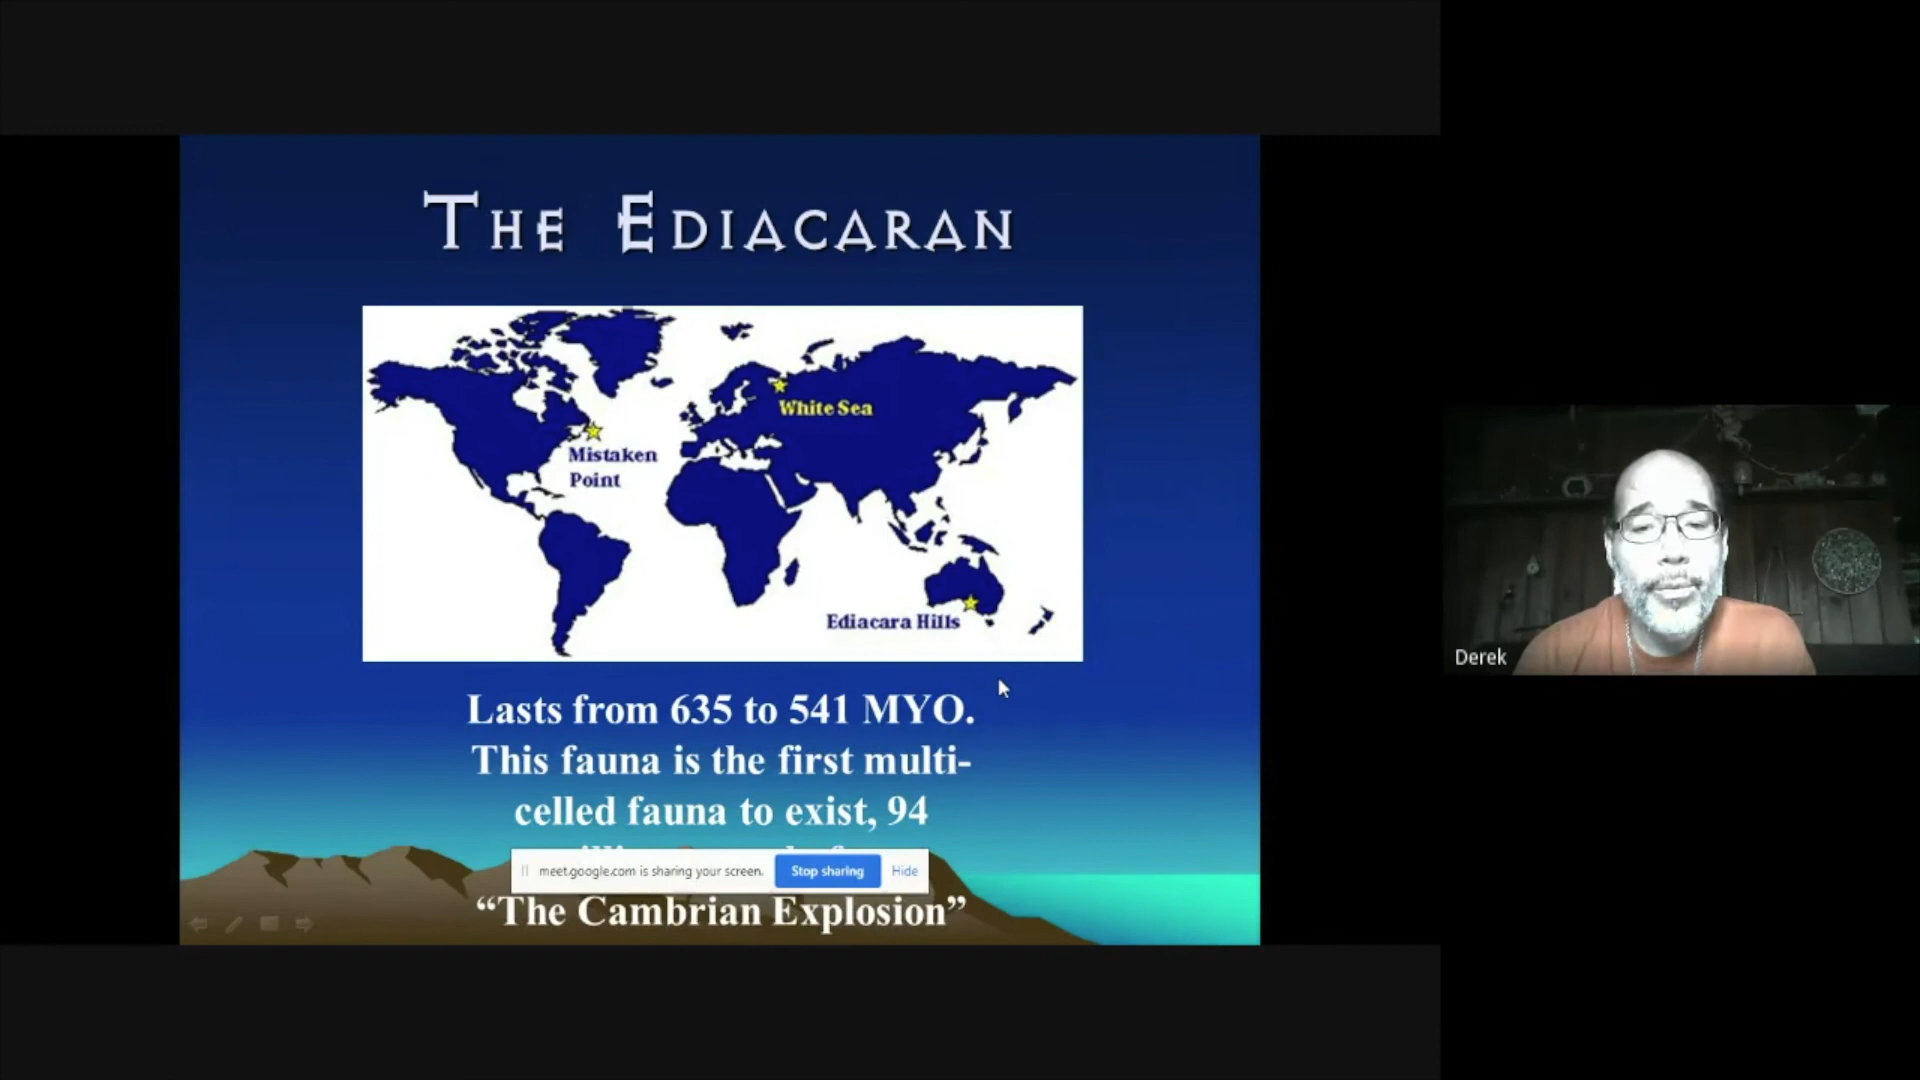 THE EDIACARAN
White Sea
Mistaken
Point
Ediacara Hills
Lasts from 635 to 541 MYO.
This fauna is the first multi-
celled fauna to exist, 94
meet.google.com is sharing your screen. Stop sharing Hide
“The Cambrian Explosion”
Derek